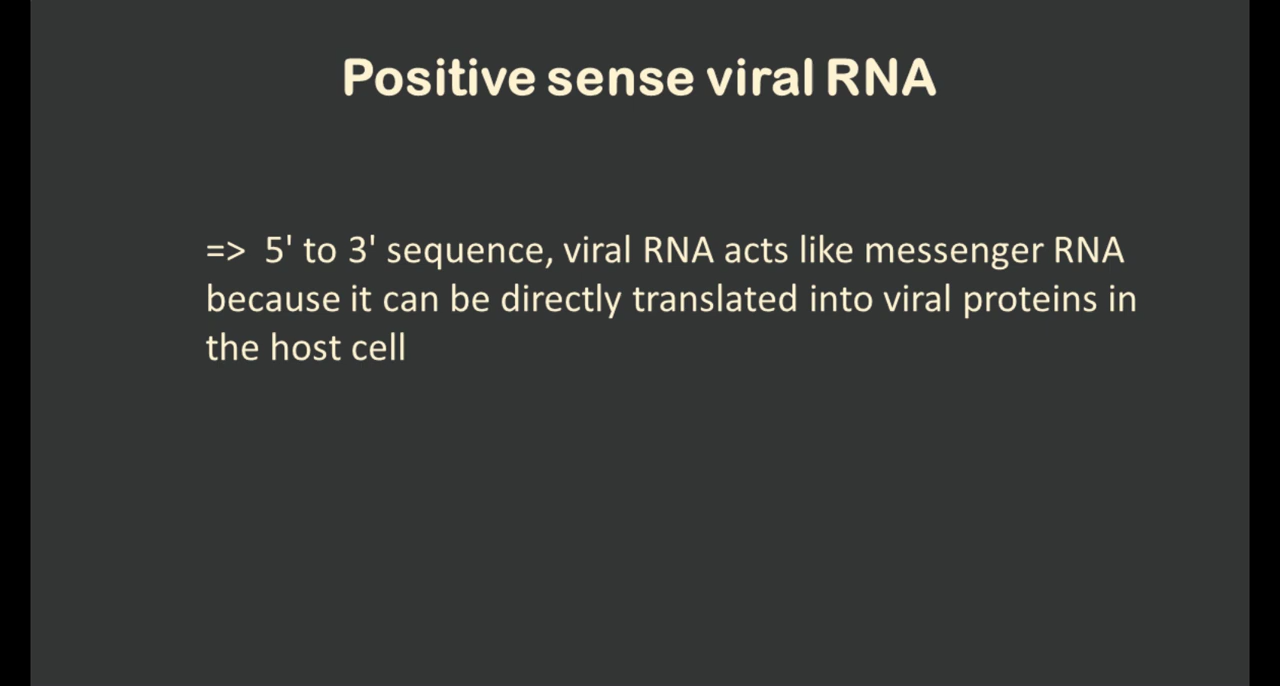 Positive sense viral RNA
=> 5' to 3' sequence, viral RNA acts like messenger RNA
because it can be directly translated into viral proteins in
the host cell